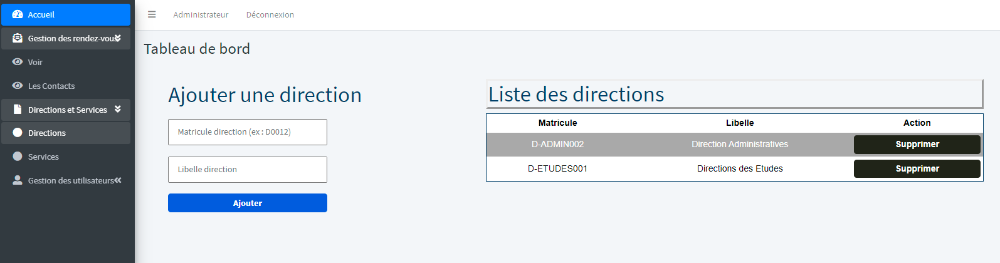 Accueil
Gestion des rendez-vous
Voir
Les Contacts
Directions et Services
Directions
Services
Gestion des utilisateurs
Administrateur Déconnexion
Tableau de bord
Ajouter une direction
Matricule direction (ex : D0012)
Libelle direction
Ajouter
Liste des directions
Matricule Libelle Action
D-ADMIN002 Direction Administratives Supprimer
D-ETUDES001 Directions des Etudes Supprimer